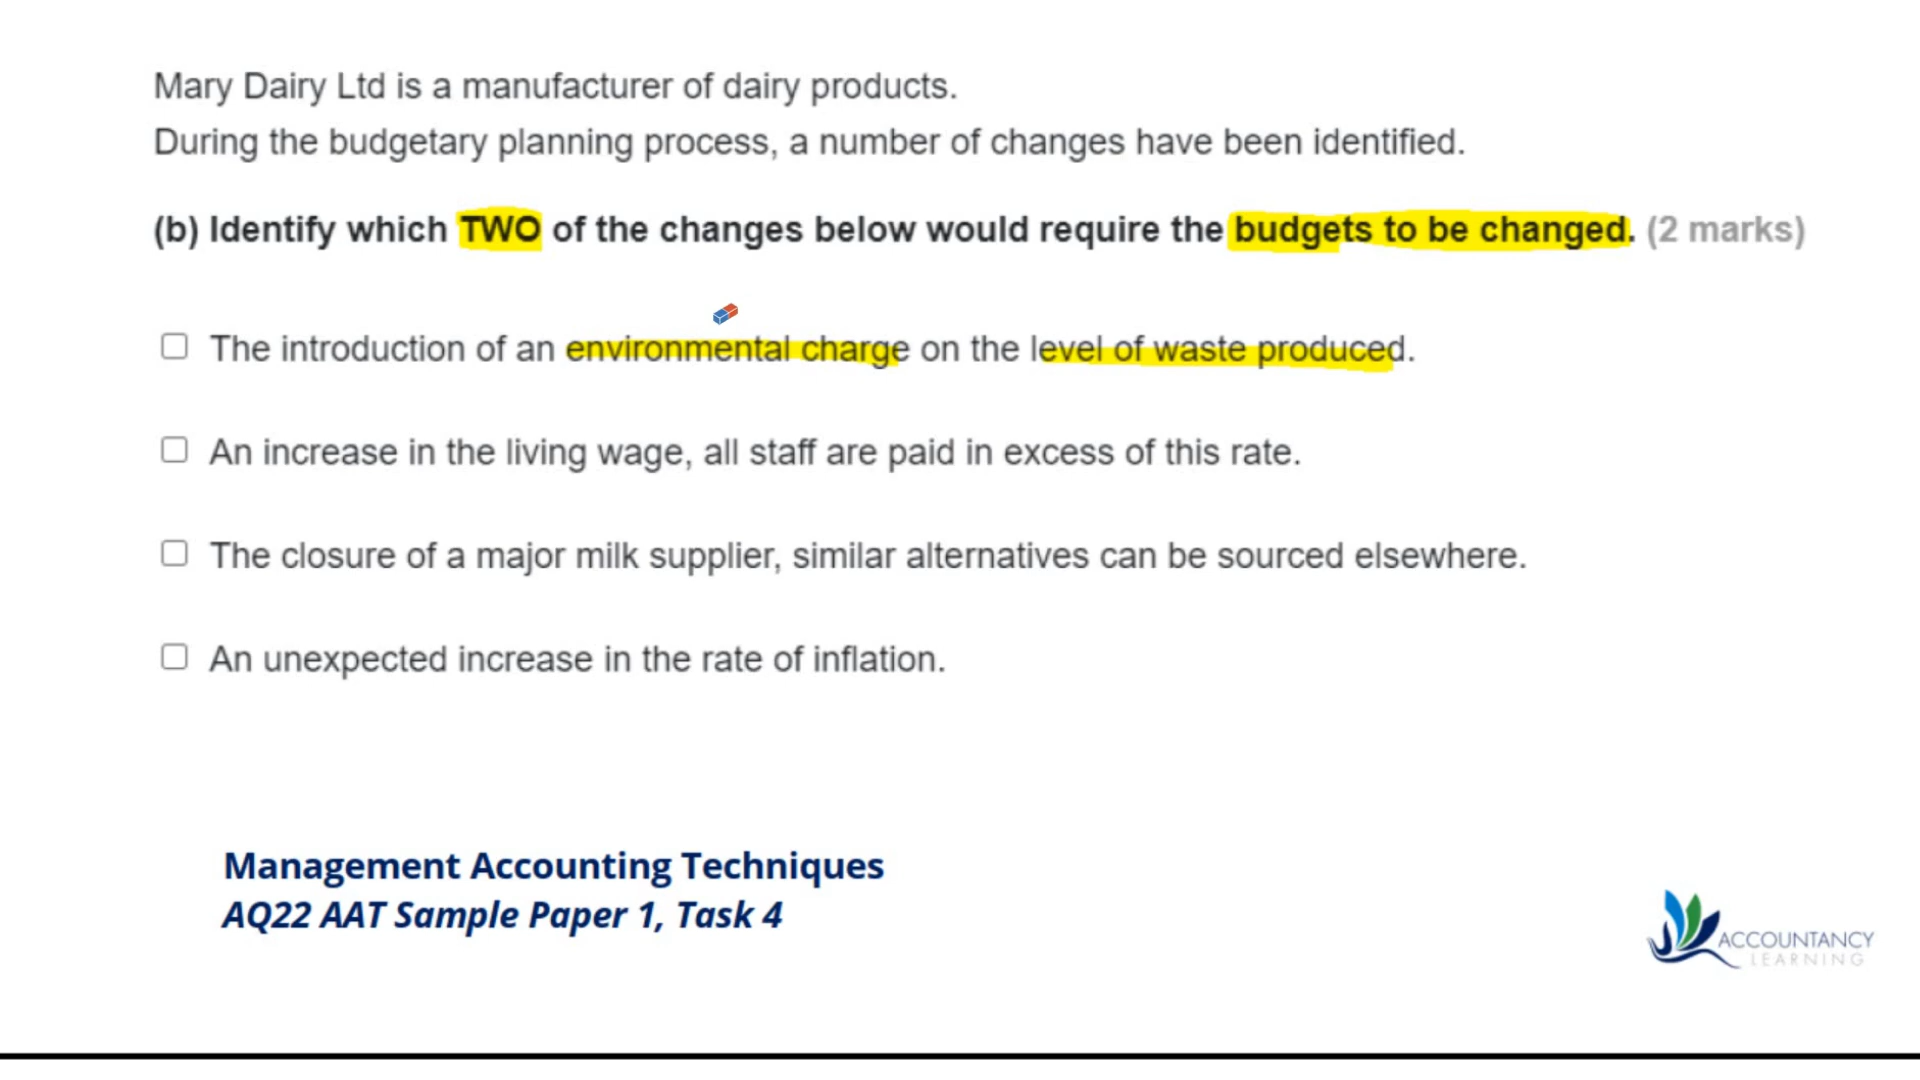 Mary Dairy Ltd is a manufacturer of dairy products.
During the budgetary planning process, a number of changes have been identified.
(b) Identify which TWO of the changes below would require the budgets to be changed. (2 marks)
The introduction of an environmental charge on the level of waste produced.
An increase in the living wage, all staff are paid in excess of this rate.
The closure of a major milk supplier, similar alternatives can be sourced elsewhere.
An unexpected increase in the rate of inflation.
Management Accounting Techniques
AQ22 AAT Sample Paper 1, Task 4
ACCOUNTANCY
LEARNING